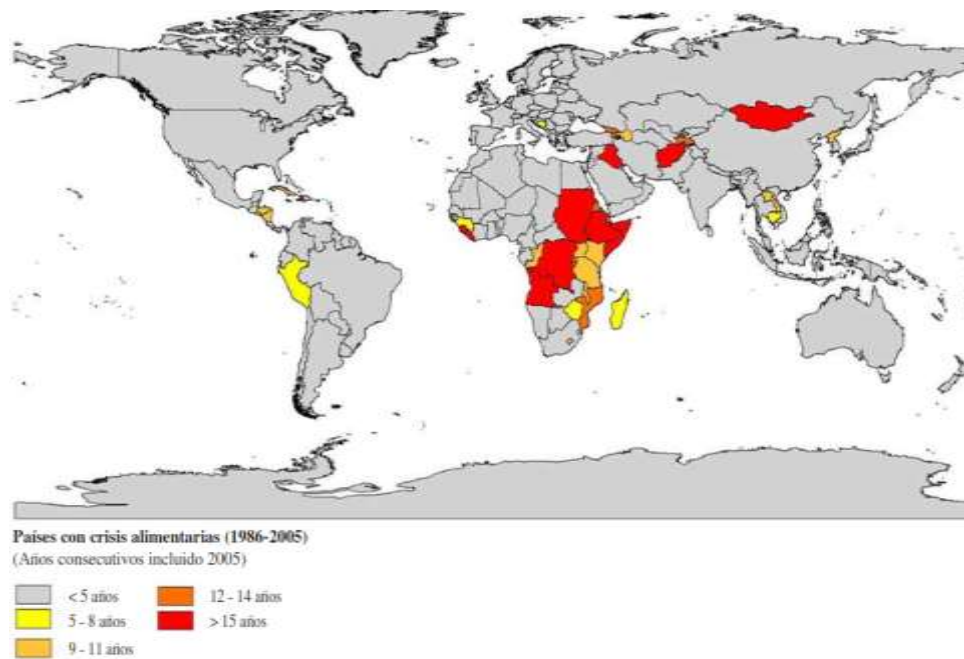 Países con crisis alimentarias (1986-2005)
(Años consecutivos incluido 2005)
< 5 años
5 - 8 años
9 - 11 años
12 - 14 años
> 15 años